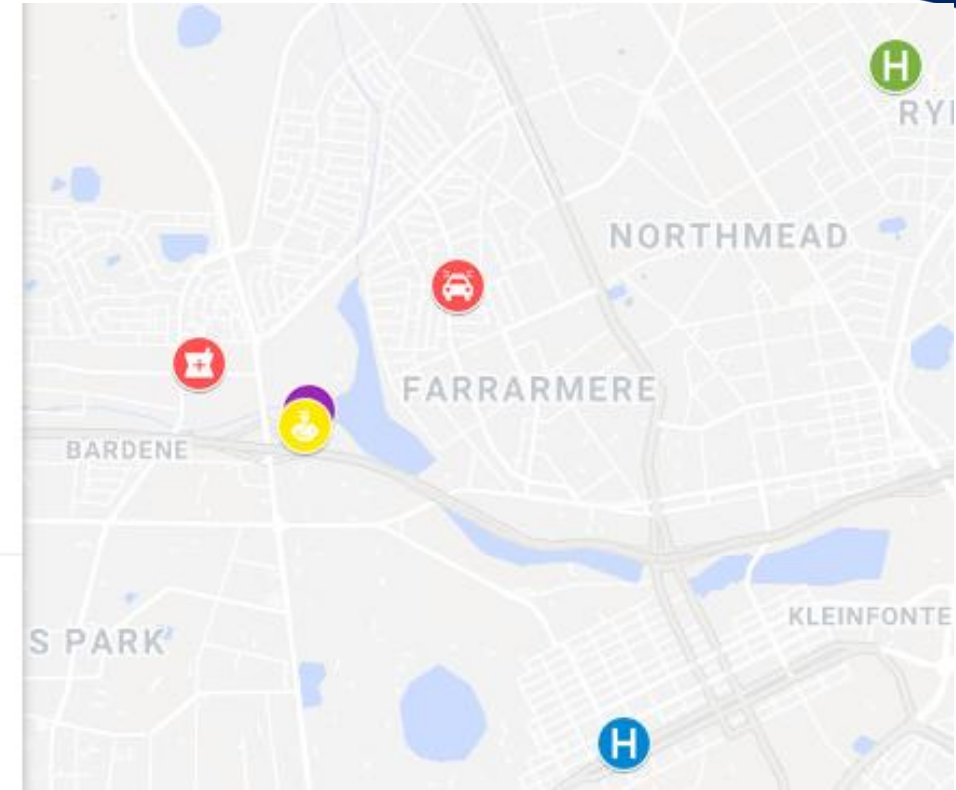 H
RY
NORTHMEAD
FARRARMERE
BARDENE
KLEINFONTE
S PARK
H